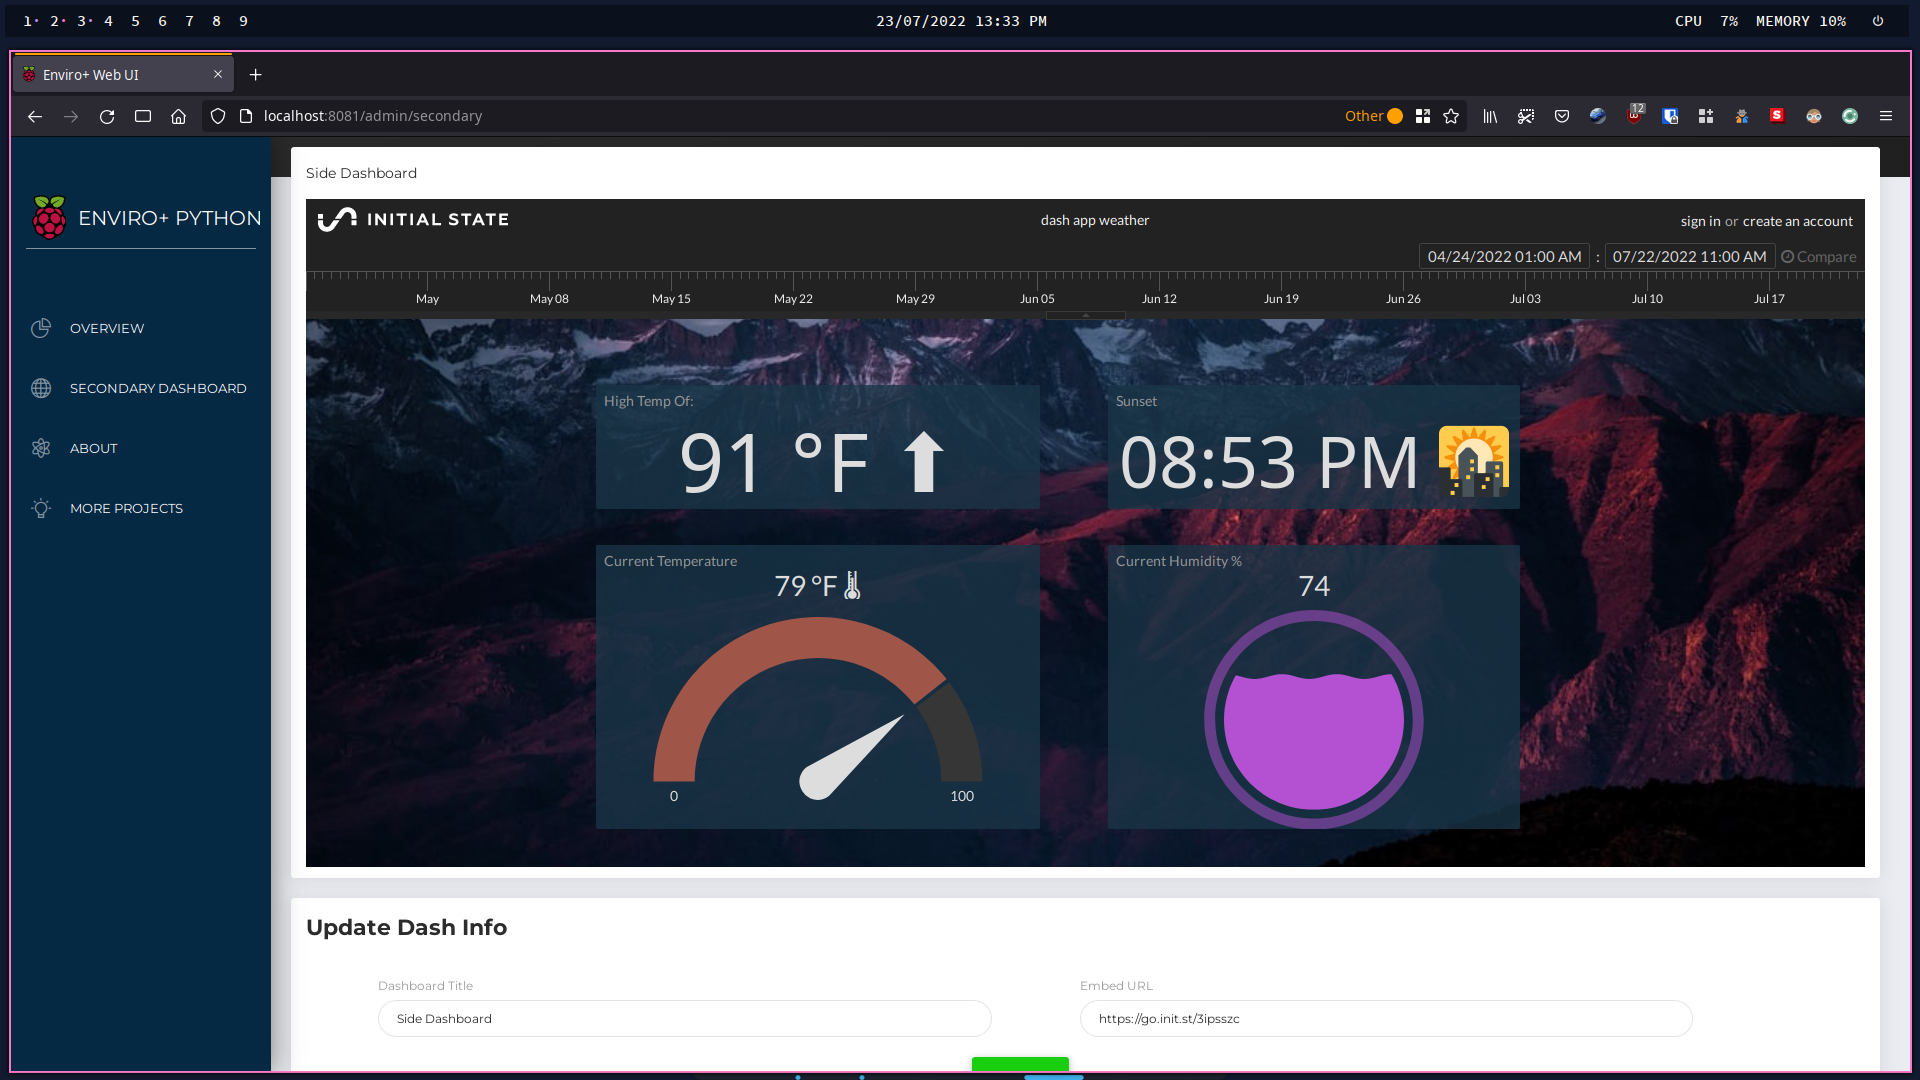 1 2 3 4 5 6 7 8 9
23/07/2022 13:33 PM
CPU 7% MEMORY 10%
Enviro+ Web UI
localhost:8081/admin/secondary
Other
12
S
ENVIRO+ PYTHON
OVERVIEW
SECONDARY DASHBOARD
ABOUT
MORE PROJECTS
Side Dashboard
INITIAL STATE
dash app weather
sign in or create an account
04/24/2022 01:00 AM : 07/22/2022 11:00 AM Compare
May May 08 May 15 May 22 May 29 Jun 05 Jun 12 Jun 19 Jun 26 Jul 03 Jul 10 Jul 17
High Temp Of:
91 °F
Sunset
08:53 PM
Current Temperature
79 °F
0 100
Current Humidity %
74
Update Dash Info
Dashboard Title
Side Dashboard
Embed URL
https://go.init.st/3ipsszc